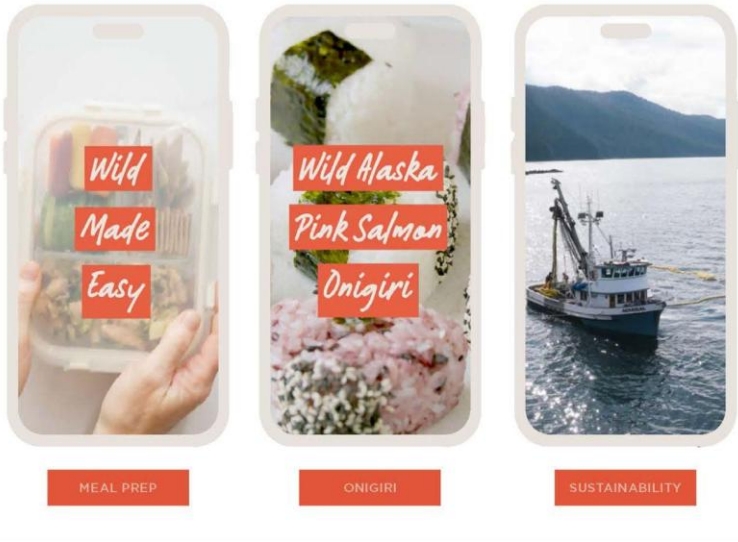 Wild
Made
Easy
Wild Alaska
Pink Salmon
Onigiri
MEAL PREP
ONIGIRI
SUSTAINABILITY